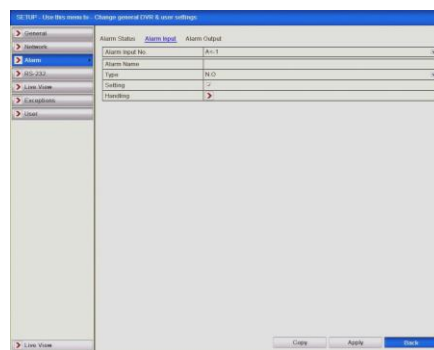 SETUP - Use this menu to - Change general DVR & user settings
General
Network
Alarm
RS-232
Live View
Exceptions
User
Alarm Status Alarm Input Alarm Output
Alarm Input No. A<-1
Alarm Name
Type N.O
Setting
Handling
Live View
Copy Apply Back